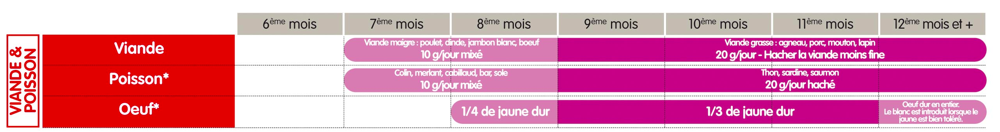 6ème mois
7ème mois
8ème mois
9ème mois
10ème mois
11ème mois
12ème mois et +
VIANDE &
POISSON
Viande
Viande maigre : poulet, dinde, jambon blanc, boeuf
10 g/jour mixé
Viande grasse : agneau, porc, mouton, lapin
20 g/jour - Hacher la viande moins fine
Poisson*
Colin, merlant, cabillaud, bar, sole
10 g/jour mixé
Thon, sardine, saumon
20 g/jour haché
Oeuf*
1/4 de jaune dur
1/3 de jaune dur
Oeuf dur en entier.
Le blanc est introduit lorsque le
jaune est bien toléré.